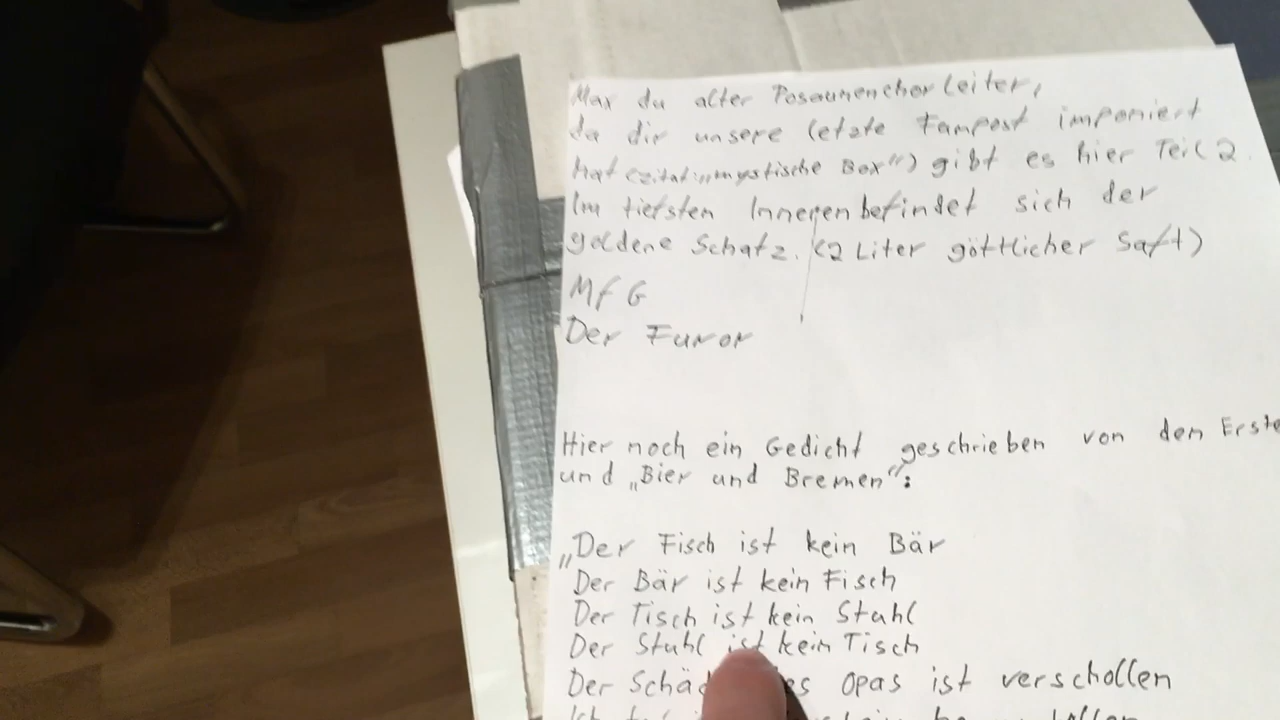 Max du alter Posaunenchorleiter,
da dir unsere letzte Fanpost imponiert
hat (zitat: „mystische Box") gibt es hier Teil 2.
Im tiefsten Inneren befindet sich der
goldene Schatz. (2 Liter göttlicher Saft)
MfG
Der Furor
Hier noch ein Gedicht geschrieben von den Erste
und „Bier und Bremen":
„Der Fisch ist kein Bär
Der Bär ist kein Fisch
Der Tisch ist kein Stuhl
Der Stuhl ist kein Tisch
Der Opas ist verschollen
Ich